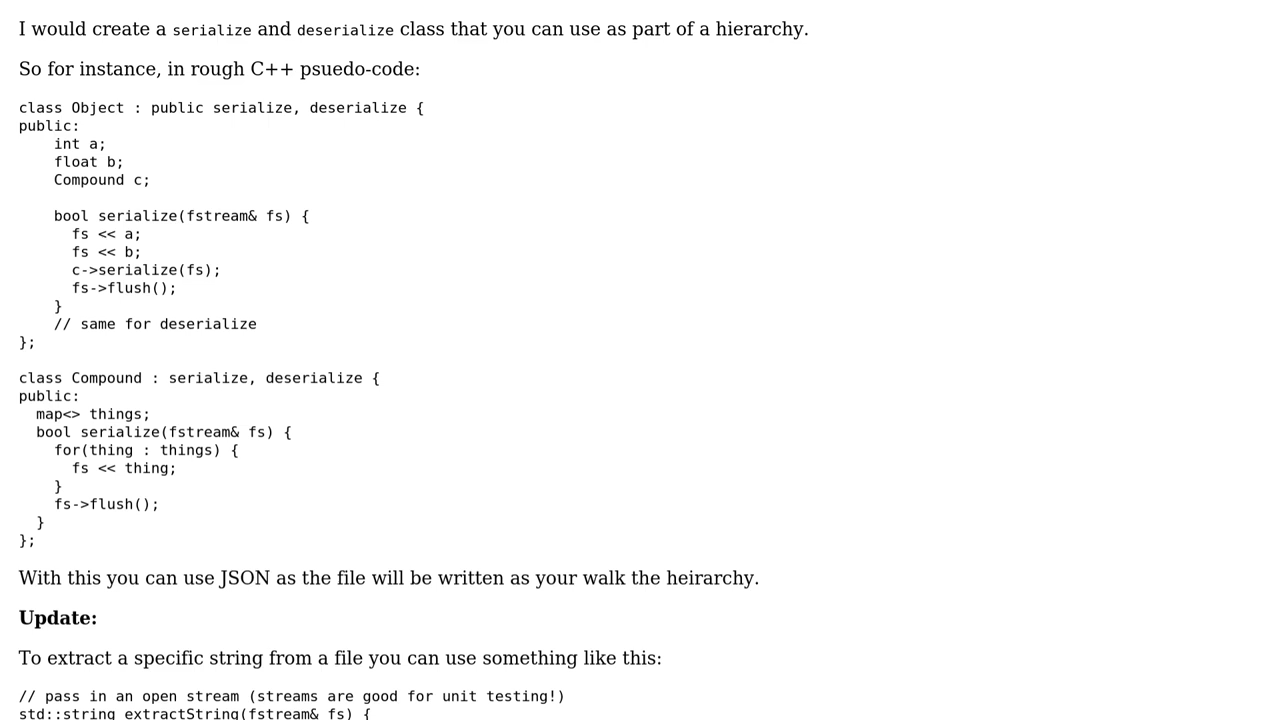 I would create a serialize and deserialize class that you can use as part of a hierarchy.
So for instance, in rough C++ psuedo-code:
class Object : public serialize, deserialize {
public:
    int a;
    float b;
    Compound c;

    bool serialize(fstream& fs) {
      fs << a;
      fs << b;
      c->serialize(fs);
      fs->flush();
    }
    // same for deserialize
};

class Compound : serialize, deserialize {
public:
  map<> things;
  bool serialize(fstream& fs) {
    for(thing : things) {
      fs << thing;
    }
    fs->flush();
  }
};
With this you can use JSON as the file will be written as your walk the heirarchy.
Update:
To extract a specific string from a file you can use something like this:
// pass in an open stream (streams are good for unit testing!)
std::string extractString(fstream& fs) {